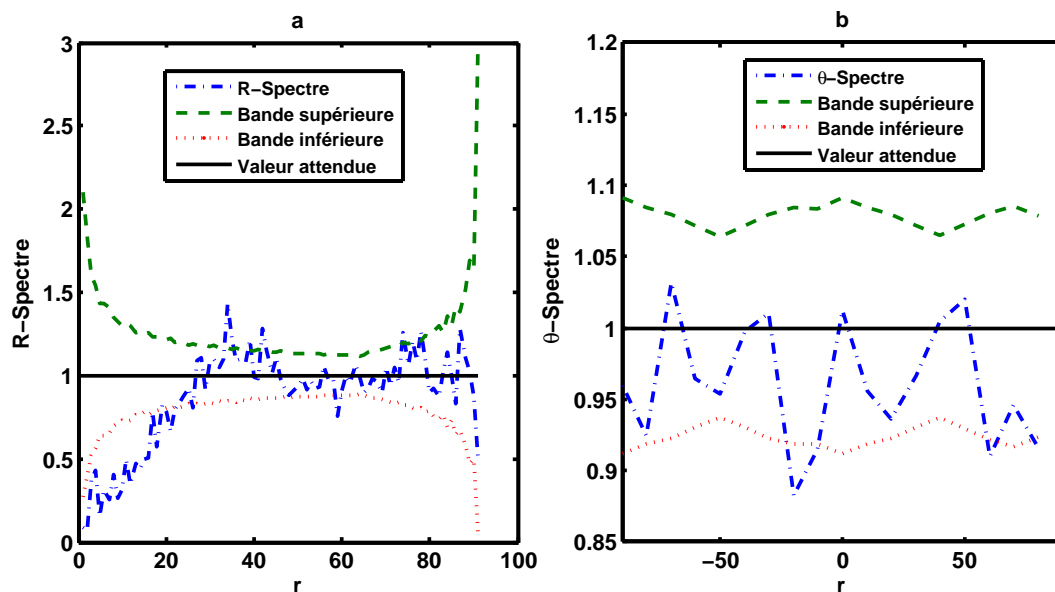 a
R-Spectre
3
2.5
2
1.5
1
0.5
0
R-Spectre
Bande supérieure
Bande inférieure
Valeur attendue
0 20 40 60 80 100
r
b
θ-Spectre
1.2
1.15
1.1
1.05
1
0.95
0.9
0.85
θ-Spectre
Bande supérieure
Bande inférieure
Valeur attendue
-50 0 50
r